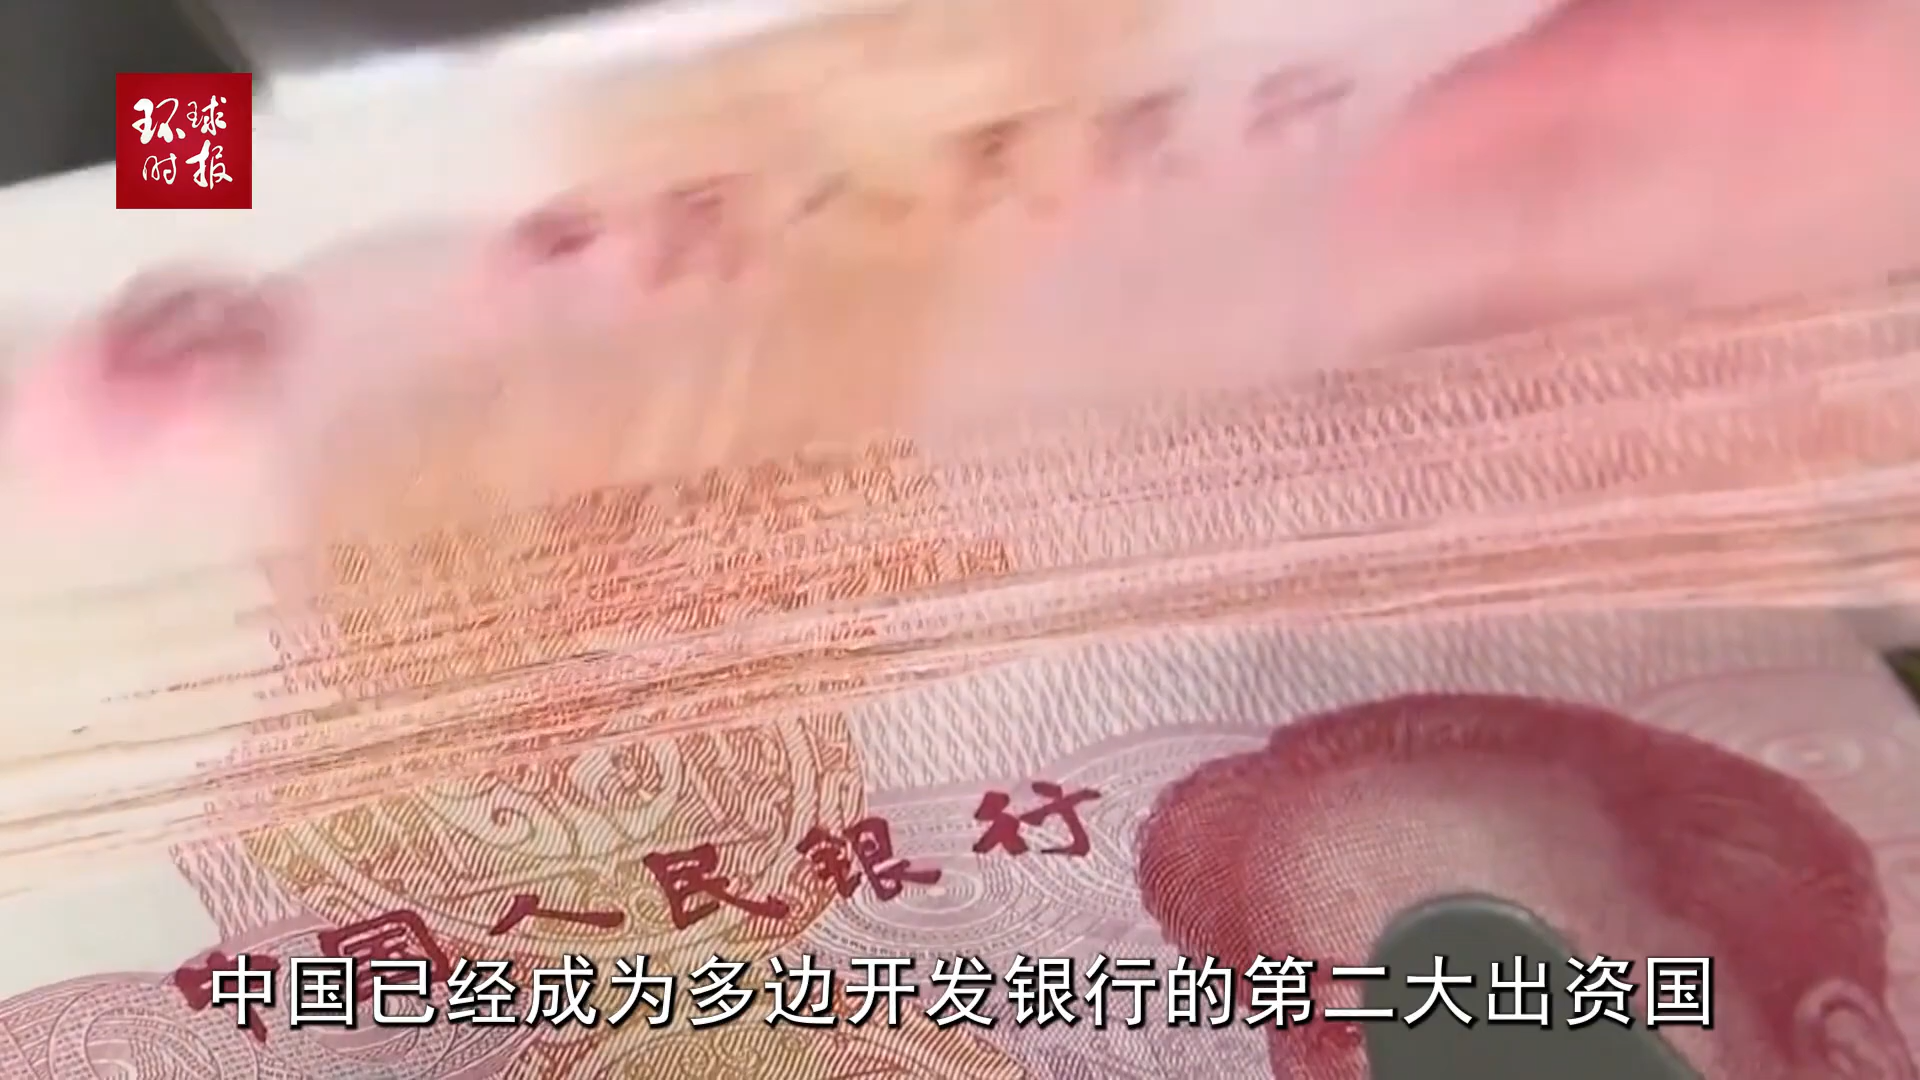 环球
时报
中国人民银行
中国已经成为多边开发银行的第二大出资国